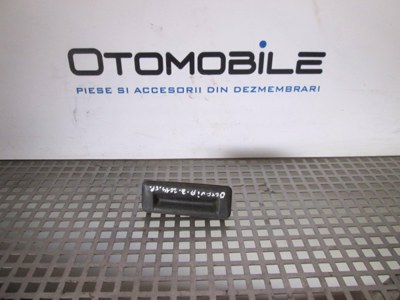 OTOMOBILE
PIESE SI ACCESORII DIN DEZMEMBRARI